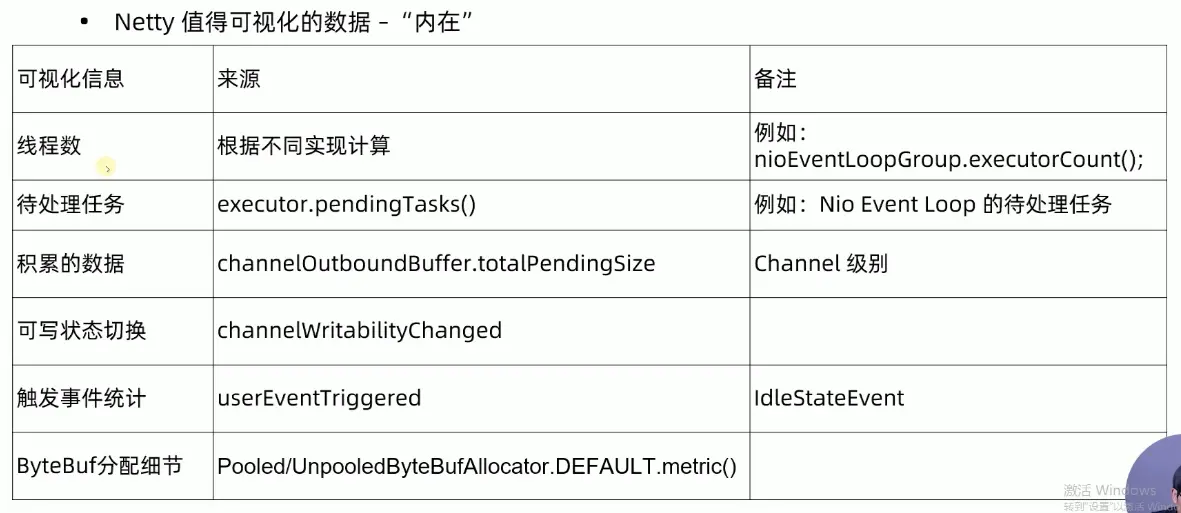 • Netty 值得可视化的数据 – “内在”
可视化信息 来源 备注
线程数 根据不同实现计算 例如：
nioEventLoopGroup.executorCount();
待处理任务 executor.pendingTasks() 例如：Nio Event Loop 的待处理任务
积累的数据 channelOutboundBuffer.totalPendingSize Channel 级别
可写状态切换 channelWritabilityChanged
触发事件统计 userEventTriggered IdleStateEvent
ByteBuf分配细节 Pooled/UnpooledByteBufAllocator.DEFAULT.metric()
激活 Windows
转到"设置"以激活 Win